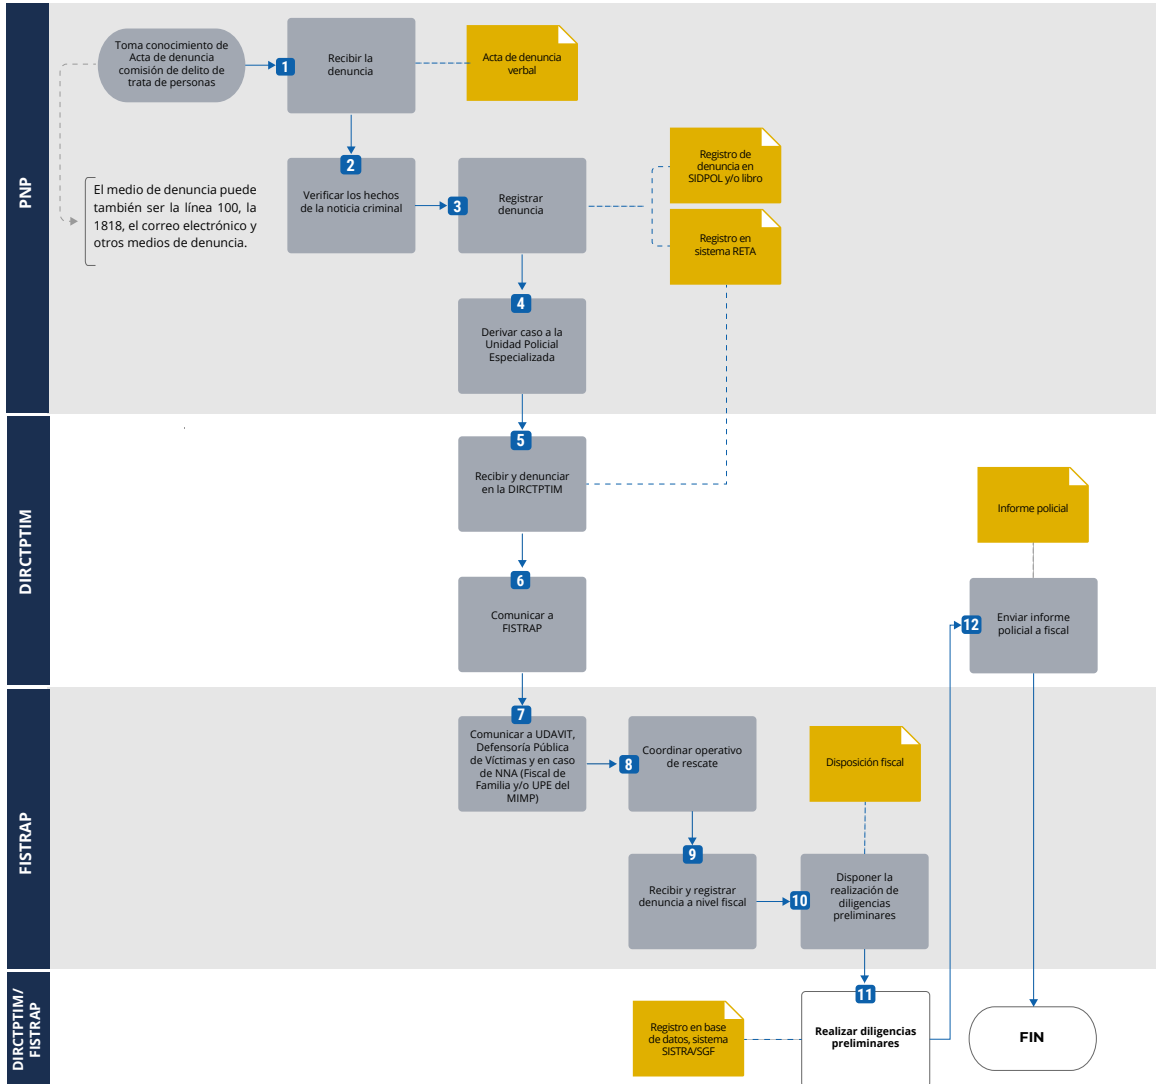 PNP
Toma conocimiento de
Acta de denuncia
comisión de delito de
trata de personas
1
Recibir la
denuncia
Acta de denuncia
verbal
El medio de denuncia puede
también ser la línea 100, la
1818, el correo electrónico y
otros medios de denuncia.
2
Verificar los hechos
de la noticia criminal
3
Registrar
denuncia
Registro de
denuncia en
SIDPOL y/o libro
Registro en
sistema RETA
4
Derivar caso a la
Unidad Policial
Especializada
DIRCTPTIM
5
Recibir y denunciar
en la DIRCTPTIM
6
Comunicar a
FISTRAP
Informe policial
12
Enviar informe
policial a fiscal
FISTRAP
7
Comunicar a UDAVIT,
Defensoría Pública
de Víctimas y en caso
de NNA (Fiscal de
Familia y/o UPE del
MIMP)
8
Coordinar operativo
de rescate
Disposición fiscal
9
Recibir y registrar
denuncia a nivel fiscal
10
Disponer la
realización de
diligencias
preliminares
DIRCTPTIM/
FISTRAP
Registro en base
de datos, sistema
SISTRA/SGF
11
Realizar diligencias
preliminares
FIN